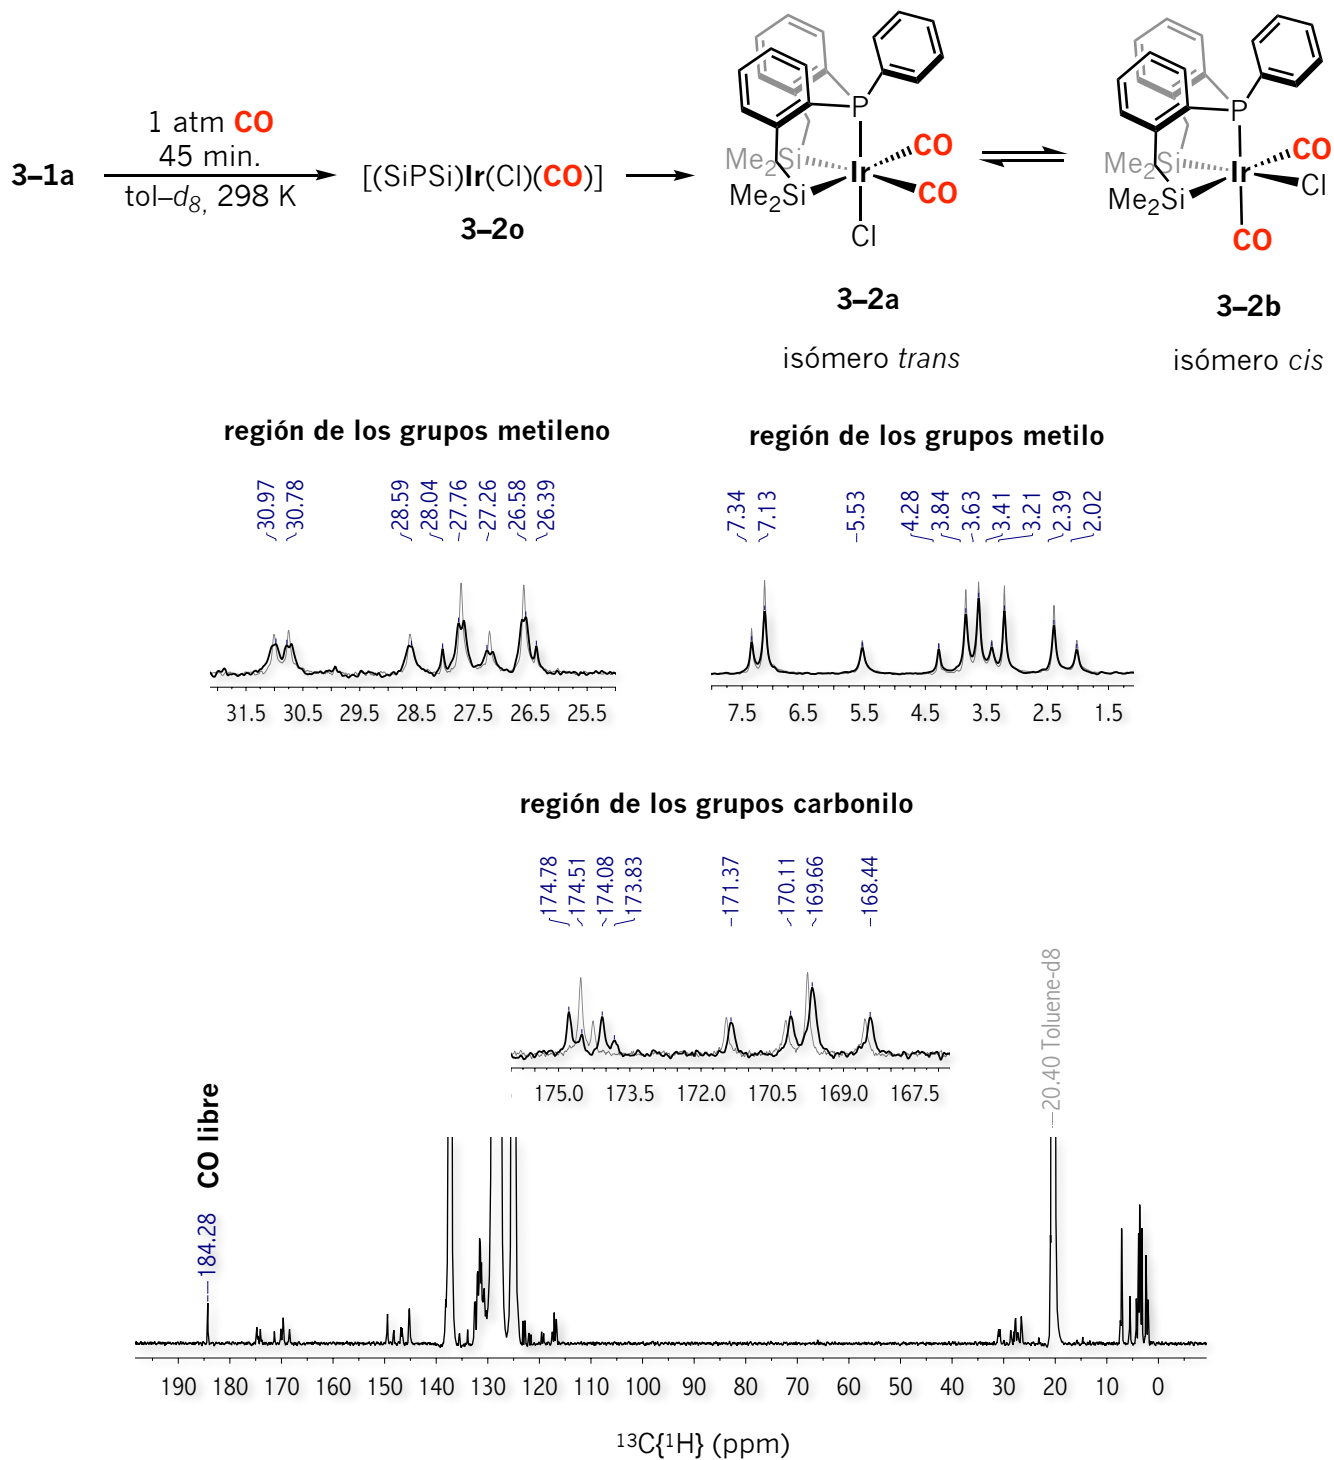 3–1a
1 atm CO
45 min.
tol–d8, 298 K
[(SiPSi)Ir(Cl)(CO)]
3–2o
P
Me2Si
Me2Si
Ir
CO
CO
Cl
3–2a
isómero trans
P
Me2Si
Me2Si
Ir
CO
Cl
CO
3–2b
isómero cis
región de los grupos metileno
30.97
30.78
28.59
28.04
27.76
27.26
26.58
26.39
31.5 30.5 29.5 28.5 27.5 26.5 25.5
región de los grupos metilo
7.34
7.13
5.53
4.28
3.84
3.63
3.41
3.21
2.39
2.02
7.5 6.5 5.5 4.5 3.5 2.5 1.5
región de los grupos carbonilo
174.78
174.51
174.08
173.83
171.37
170.11
169.66
168.44
175.0 173.5 172.0 170.5 169.0 167.5
184.28 CO libre
20.40 Toluene-d8
190 180 170 160 150 140 130 120 110 100 90 80 70 60 50 40 30 20 10 0
13C{1H} (ppm)